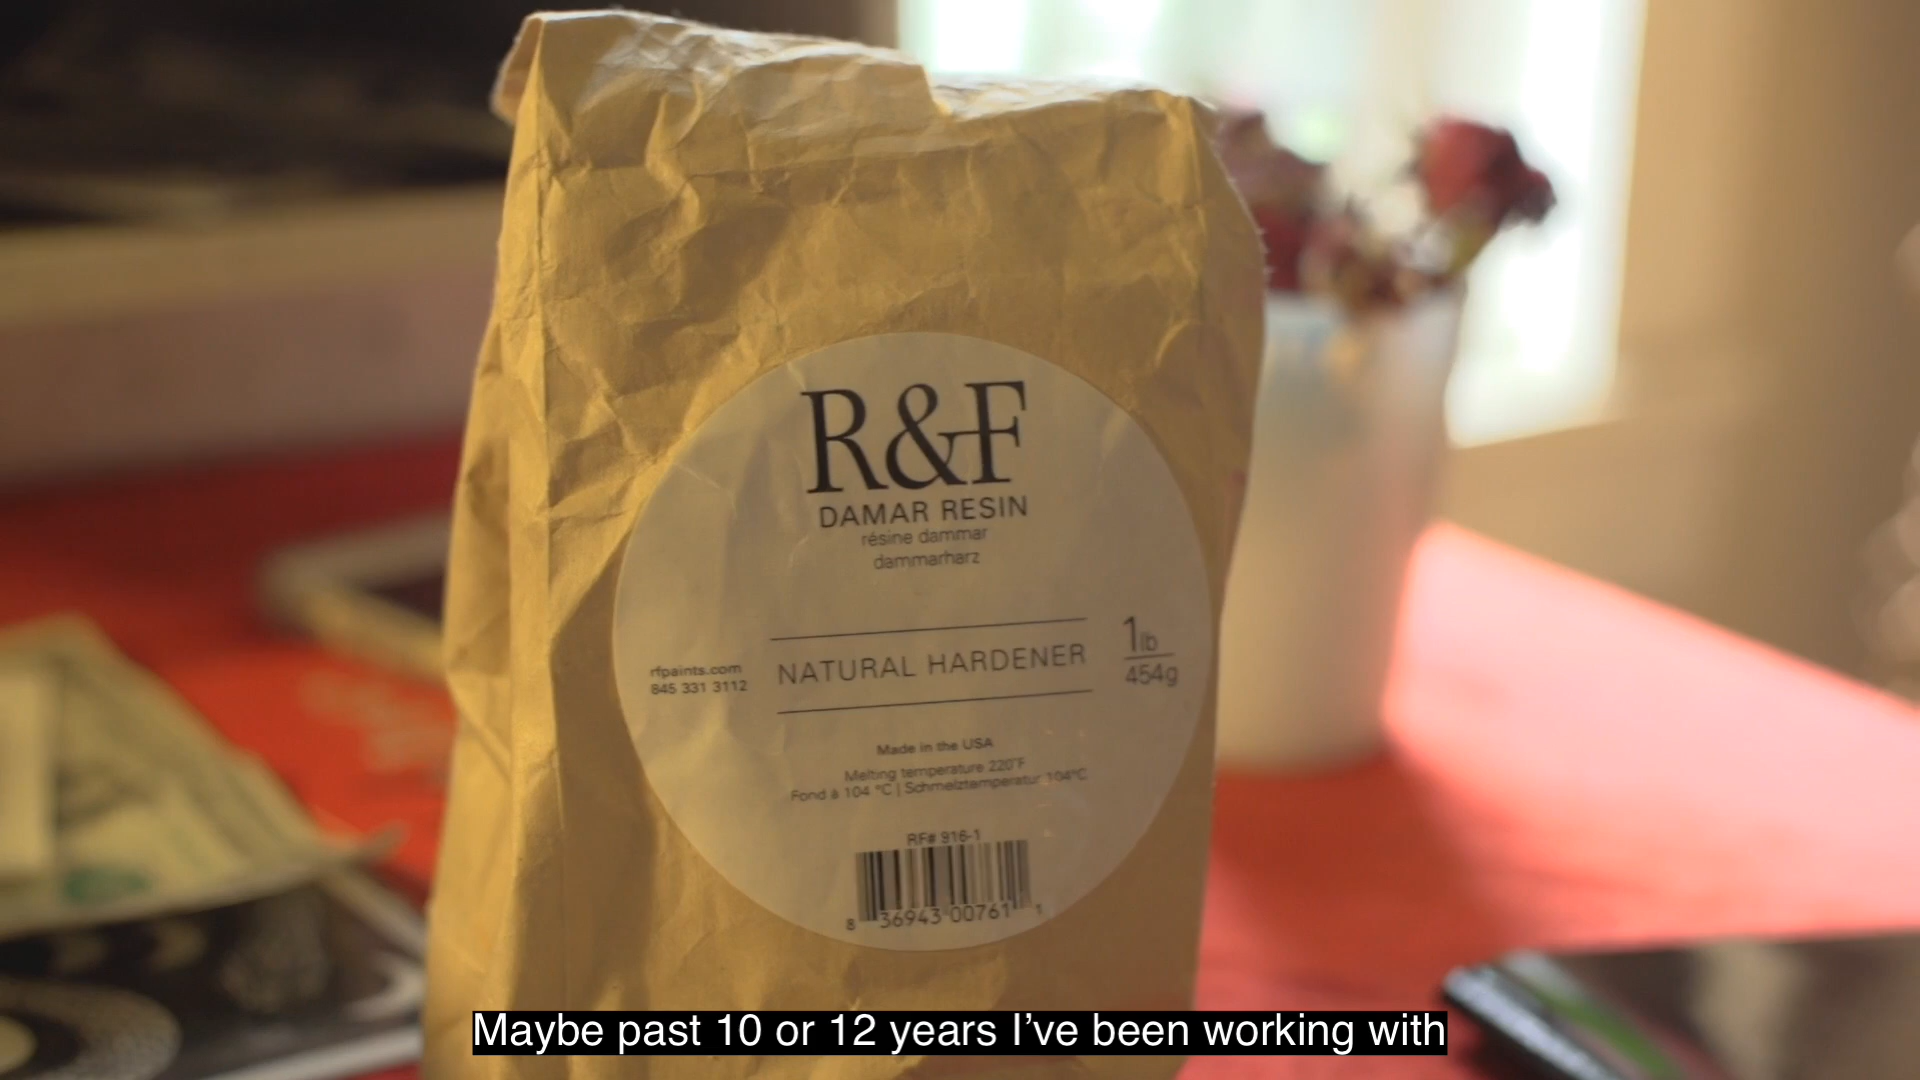 R&F
DAMAR RESIN
résine dammar
dammarharz
NATURAL HARDENER
rfpaints.com
845 331 3112
1lb
454g
Made in the USA
Melting temperature 220°F
Fond à 104 °C | Schmelztemperatur 104°C
RF# 916-1
8 36943 00761 1
Maybe past 10 or 12 years I've been working with